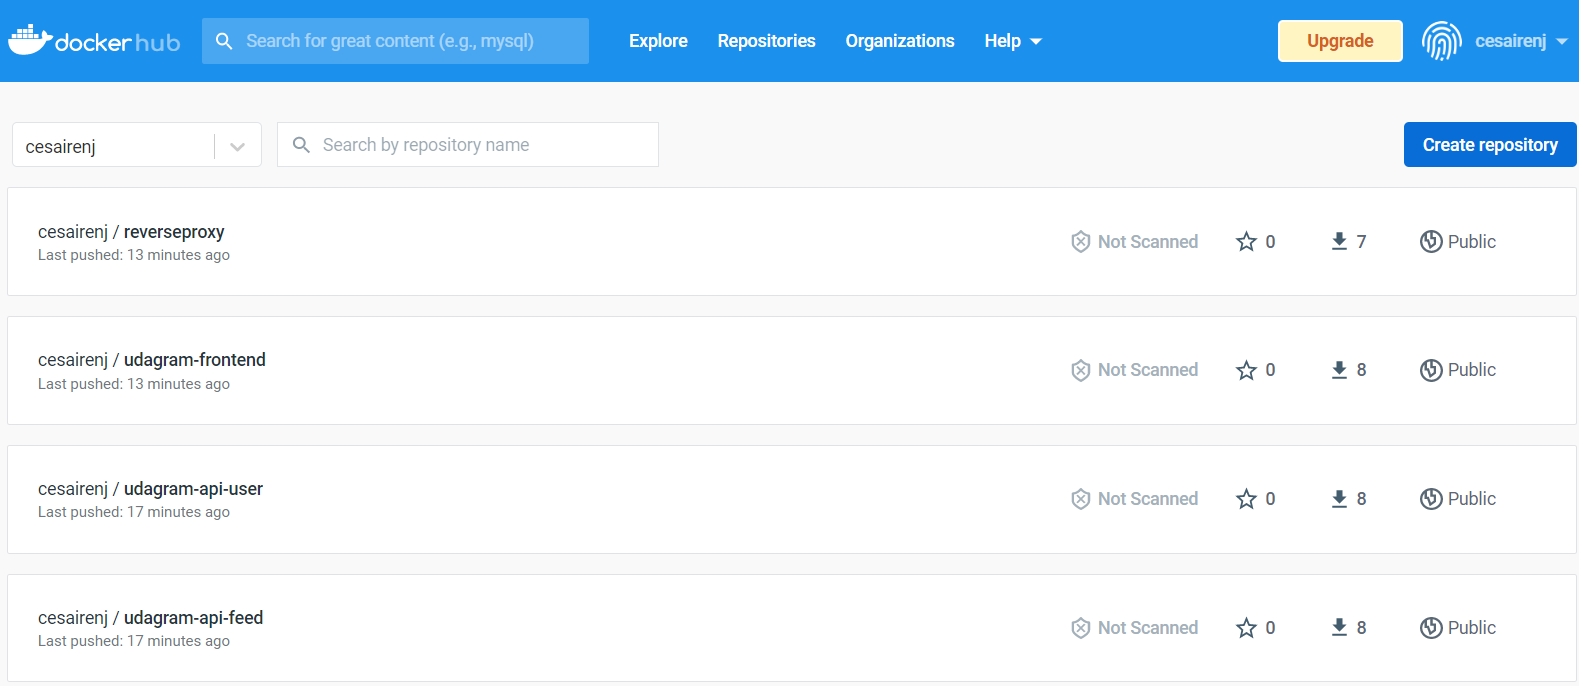 dockerhub Search for great content (e.g., mysql) Explore Repositories Organizations Help Upgrade cesairenj
cesairenj Search by repository name Create repository
cesairenj / reverseproxy
Last pushed: 13 minutes ago
Not Scanned 0 7 Public
cesairenj / udagram-frontend
Last pushed: 13 minutes ago
Not Scanned 0 8 Public
cesairenj / udagram-api-user
Last pushed: 17 minutes ago
Not Scanned 0 8 Public
cesairenj / udagram-api-feed
Last pushed: 17 minutes ago
Not Scanned 0 8 Public